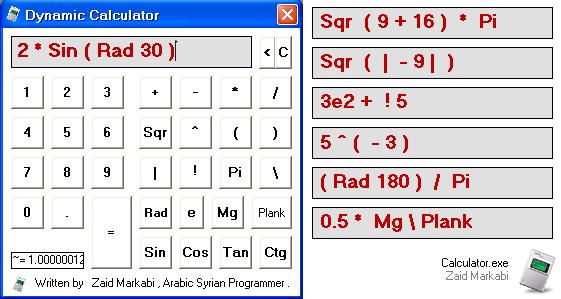 Dynamic Calculator
2 * Sin ( Rad 30 )
< C
1 2 3 + - * /
4 5 6 Sqr ^ ( )
7 8 9 | ! Pi \
0 . = Rad e Mg Plank
~= 1.00000012
Sin Cos Tan Ctg
Written by Zaid Markabi , Arabic Syrian Programmer .
Sqr ( 9 + 16 ) * Pi
Sqr ( | - 9 | )
3e2 + ! 5
5 ^ ( - 3 )
( Rad 180 ) / Pi
0.5 * Mg \ Plank
Calculator.exe
Zaid Markabi